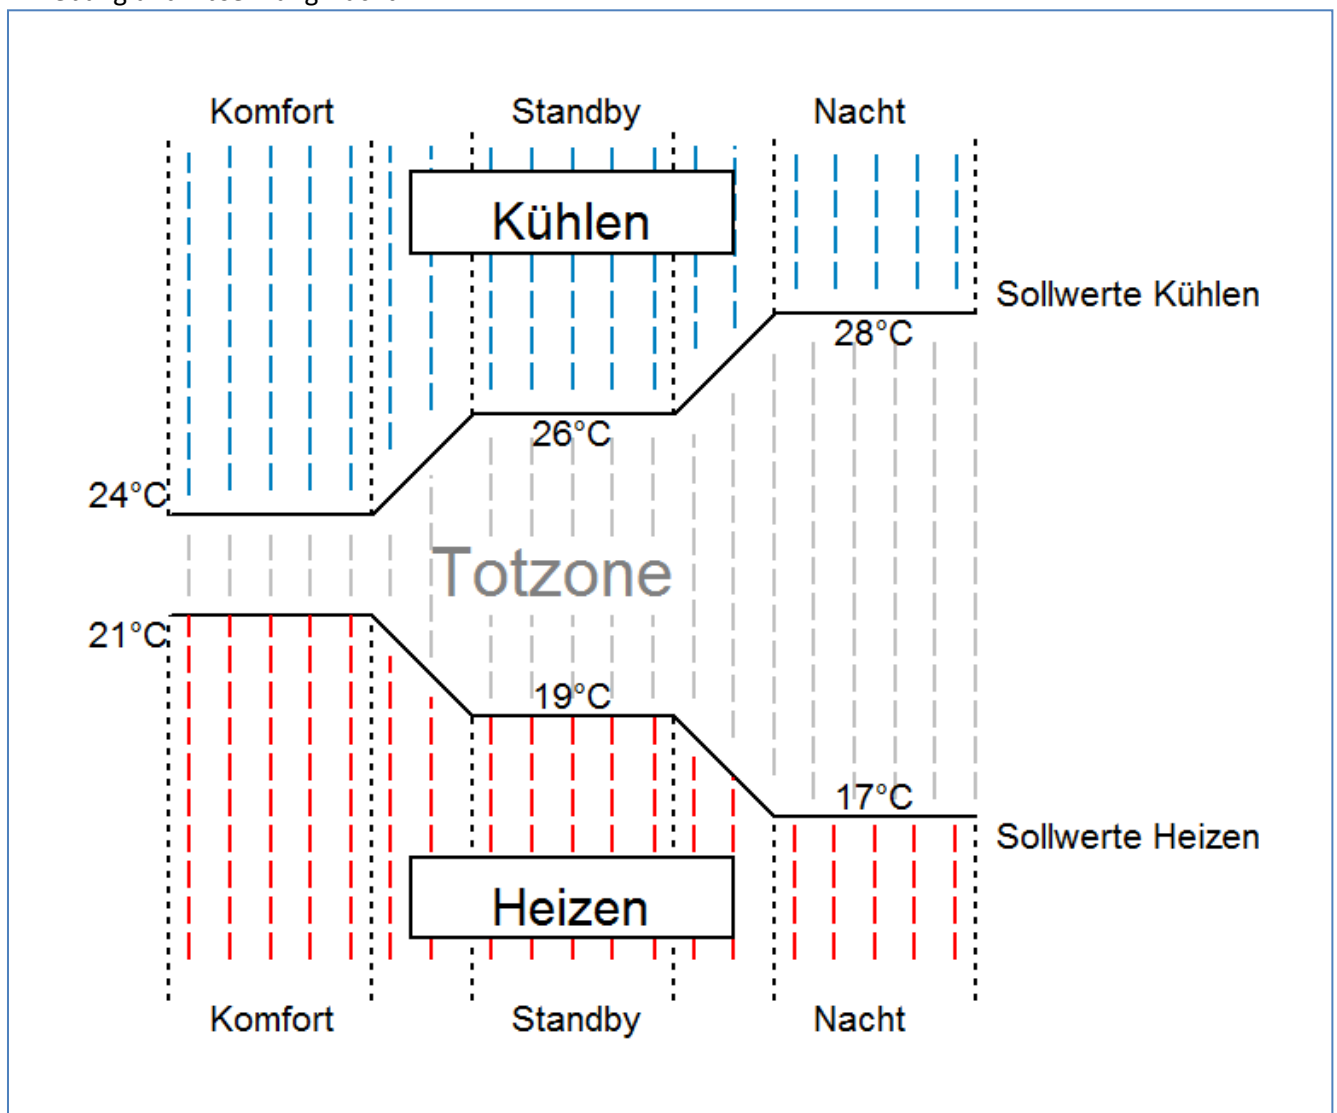 Komfort Standby Nacht
Kühlen
Sollwerte Kühlen
28°C
26°C
24°C
Totzone
21°C
19°C
17°C
Sollwerte Heizen
Heizen
Komfort Standby Nacht